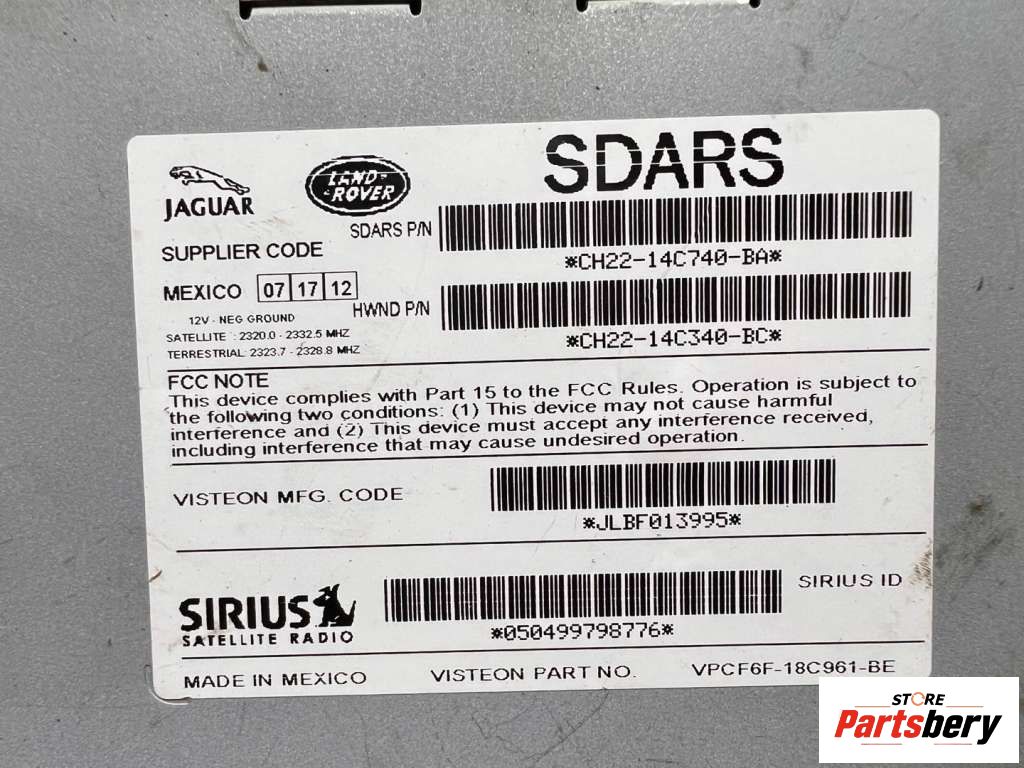 SDARS
JAGUAR
LAND ROVER
SDARS P/N
*CH22-14C740-BA*
SUPPLIER CODE
MEXICO 07 17 12
HWND P/N
*CH22-14C340-BC*
12V - NEG GROUND
SATELLITE : 2320.0 - 2332.5 MHZ
TERRESTRIAL: 2323.7 - 2328.8 MHZ
FCC NOTE
This device complies with Part 15 to the FCC Rules. Operation is subject to
the following two conditions: (1) This device may not cause harmful
interference and (2) This device must accept any interference received,
including interference that may cause undesired operation.
VISTEON MFG. CODE
*JLBF013995*
SIRIUS
SATELLITE RADIO
*050499798776*
SIRIUS ID
MADE IN MEXICO VISTEON PART NO. VPCF6F-18C961-BE
STORE
Partsbery